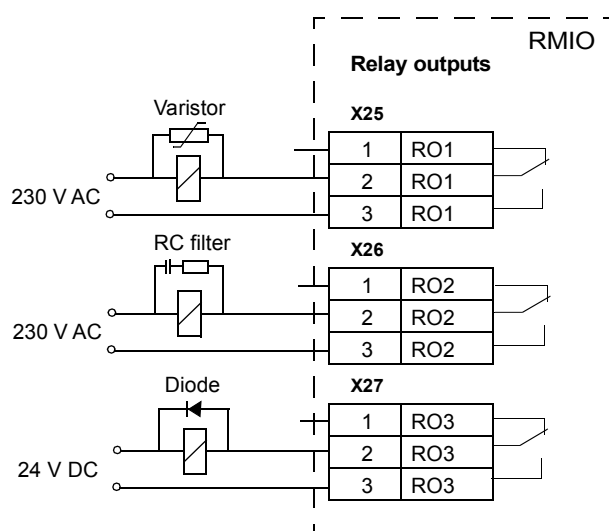 RMIO
Relay outputs
Varistor
X25
1 RO1
2 RO1
3 RO1
230 V AC
RC filter
X26
1 RO2
2 RO2
3 RO2
230 V AC
Diode
X27
1 RO3
2 RO3
3 RO3
24 V DC